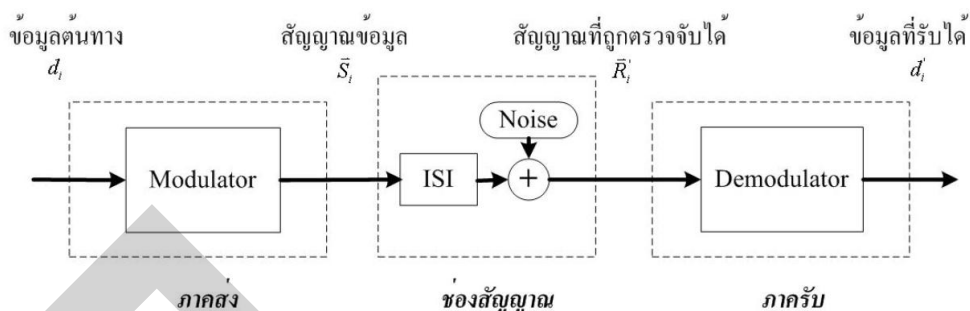 ข้อมูลต้นทาง สัญญาณข้อมูล สัญญาณที่ถูกตรวจจับได้ ข้อมูลที่รับได้
d_i S̄_i R̄'_i d'_i
Noise
Modulator ISI + Demodulator
ภาคส่ง ช่องสัญญาณ ภาครับ